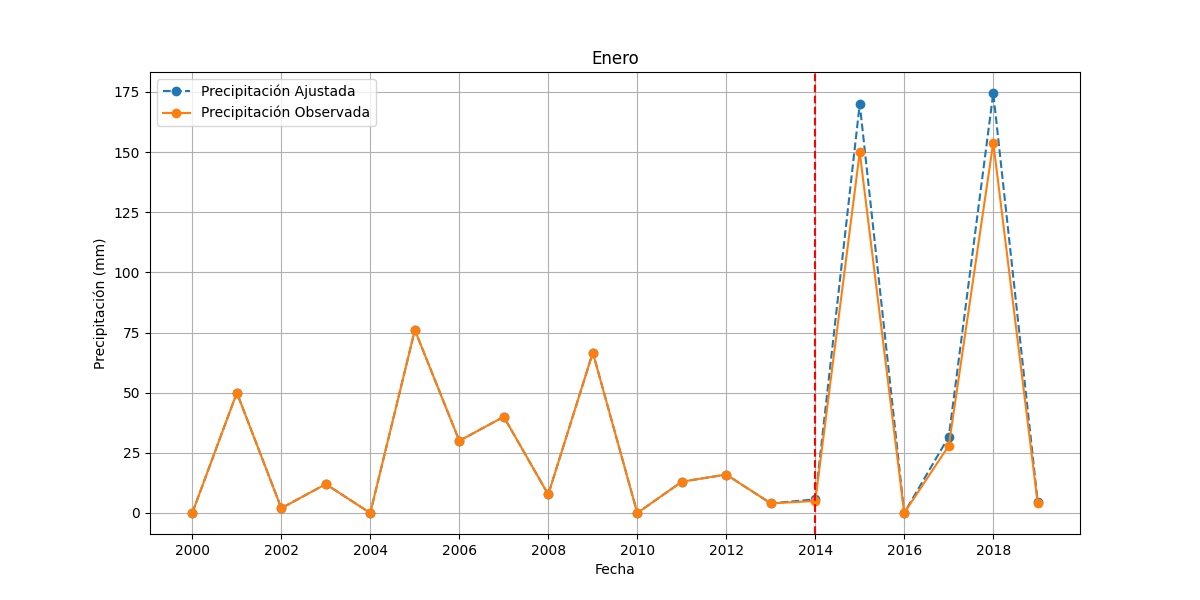 Enero
Precipitación Ajustada
Precipitación Observada
Precipitación (mm)
175
150
125
100
75
50
25
0
2000 2002 2004 2006 2008 2010 2012 2014 2016 2018
Fecha